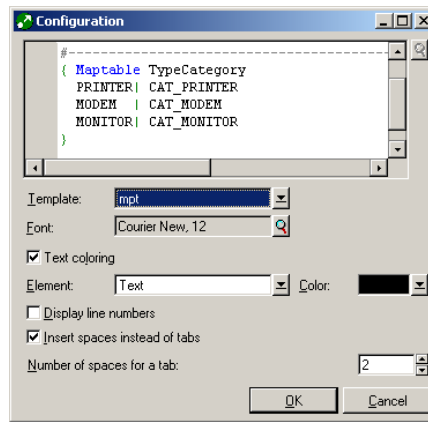 Configuration
#----------------------------------------
{ Maptable TypeCategory
PRINTER| CAT_PRINTER
MODEM | CAT_MODEM
MONITOR| CAT_MONITOR
}
Template: mpt
Font: Courier New, 12
Text coloring
Element: Text Color:
Display line numbers
Insert spaces instead of tabs
Number of spaces for a tab: 2
OK Cancel